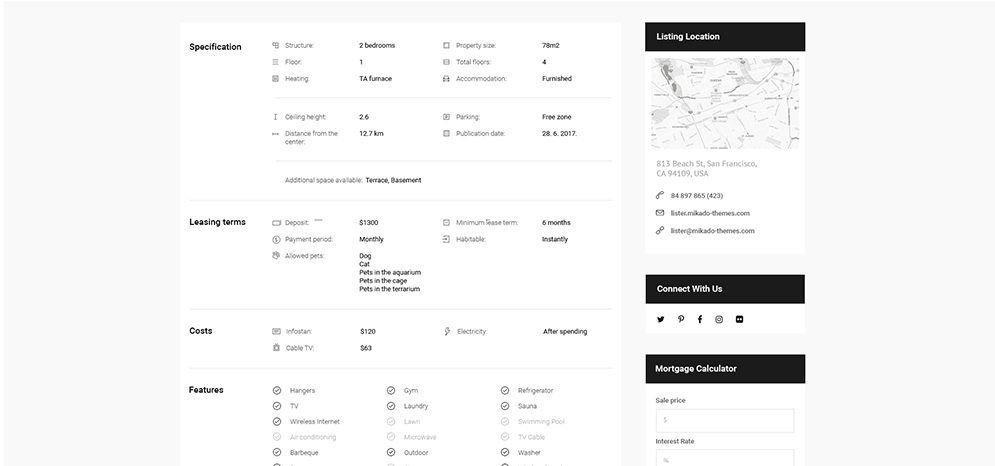 Specification
Structure: 2 bedrooms Property size: 78m2
Floor: 1 Total floors: 4
Heating: TA furnace Accommodation: Furnished
Ceiling height: 2.6 Parking: Free zone
Distance from the center: 12.7 km Publication date: 28. 6. 2017.
Additional space available: Terrace, Basement
Leasing terms
Deposit: $1300 Minimum lease term: 6 months
Payment period: Monthly Habitable: Instantly
Allowed pets: Dog
Cat
Pets in the aquarium
Pets in the cage
Pets in the terrarium
Costs
Infostan: $120 Electricity: After spending
Cable TV: $63
Features
Hangers Gym Refrigerator
TV Laundry Sauna
Wireless Internet Lawn Swimming Pool
Air conditioning Microwave TV Cable
Barbeque Outdoor Washer
Listing Location
813 Beach St, San Francisco,
CA 94109, USA
84 897 865 (423)
lister.mikado-themes.com
lister@mikado-themes.com
Connect With Us
Mortgage Calculator
Sale price
$
Interest Rate
%